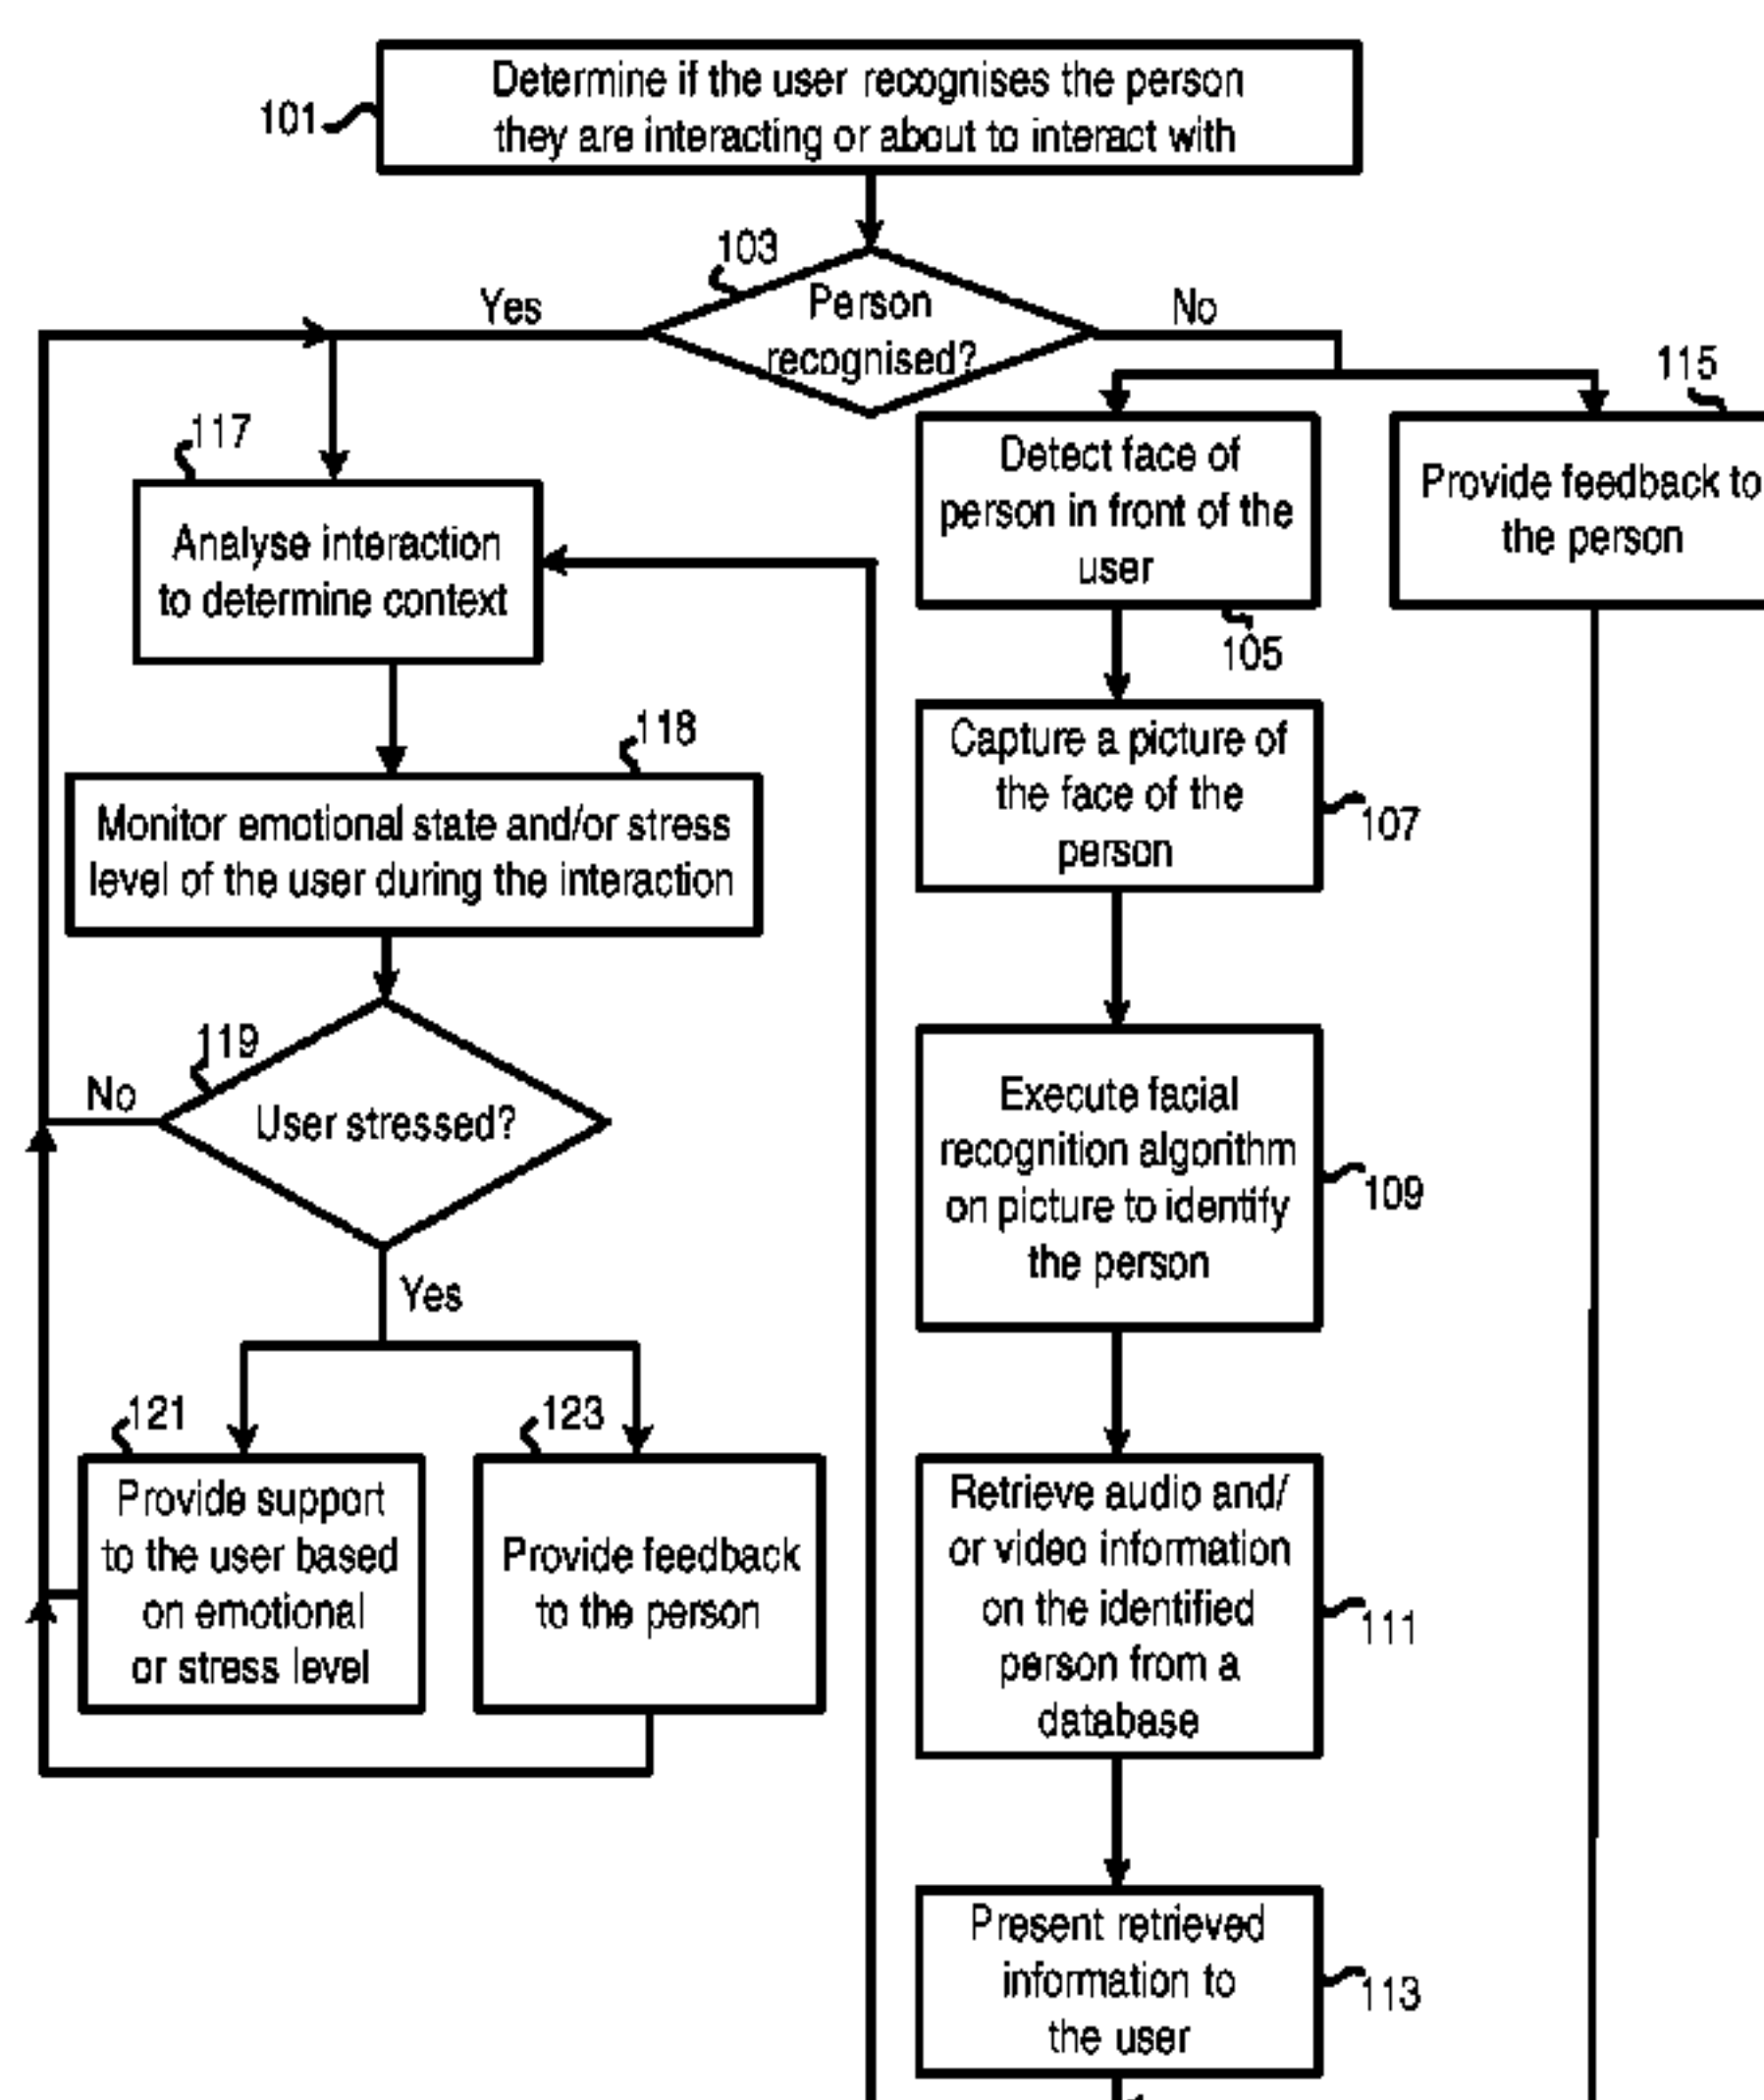 Determine if the user recognises the person
they are interacting or about to interact with
101
103
Person
recognised?
Yes
No
115
Provide feedback to
the person
117
Analyse interaction
to determine context
Detect face of
person in front of the
user
105
118
Monitor emotional state and/or stress
level of the user during the interaction
Capture a picture of
the face of the
person
107
119
User stressed?
No
Yes
Execute facial
recognition algorithm
on picture to identify
the person
109
121
Provide support
to the user based
on emotional
or stress level
123
Provide feedback
to the person
Retrieve audio and/
or video information
on the identified
person from a
database
111
Present retrieved
information to
the user
113